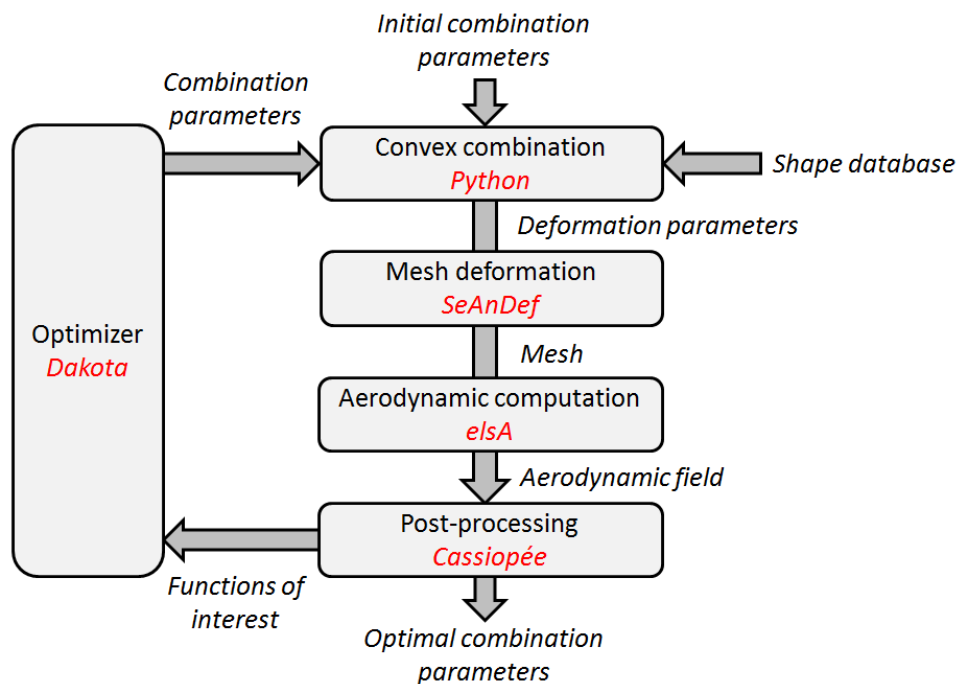 Initial combination
parameters
Combination
parameters
Convex combination
Python
Shape database
Deformation parameters
Mesh deformation
SeAnDef
Optimizer
Dakota
Mesh
Aerodynamic computation
elsA
Aerodynamic field
Post-processing
Cassiopée
Functions of
interest
Optimal combination
parameters